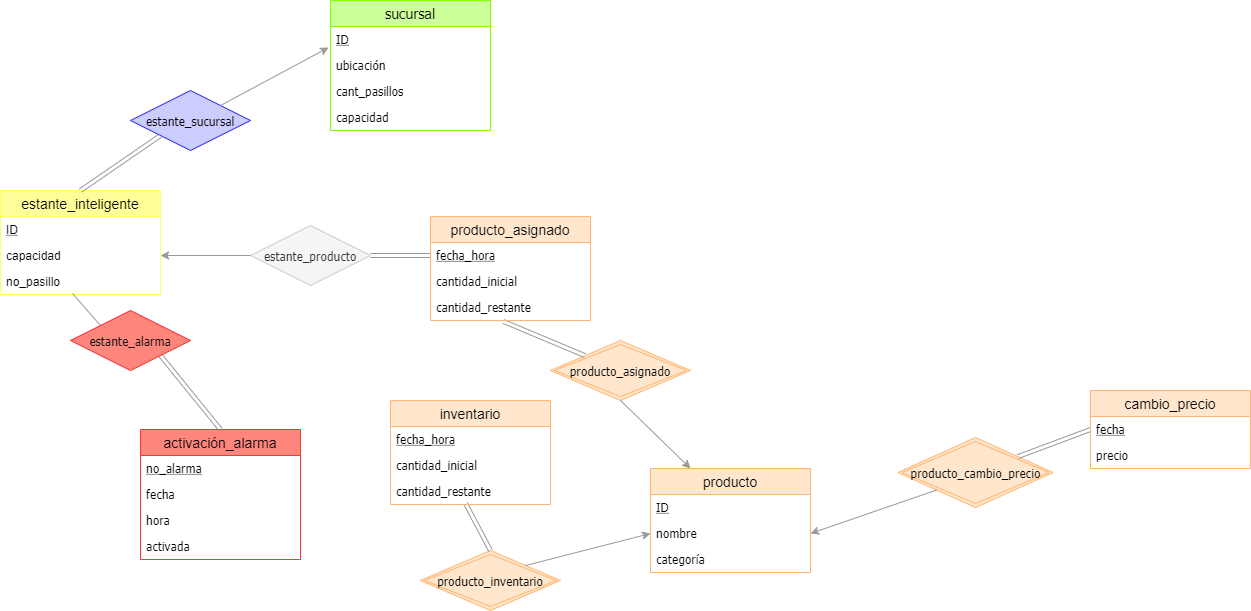 sucursal
ID
ubicación
cant_pasillos
capacidad
estante_sucursal
estante_inteligente
ID
capacidad
no_pasillo
estante_producto
producto_asignado
fecha_hora
cantidad_inicial
cantidad_restante
estante_alarma
producto_asignado
activación_alarma
no_alarma
fecha
hora
activada
inventario
fecha_hora
cantidad_inicial
cantidad_restante
producto_inventario
producto
ID
nombre
categoría
producto_cambio_precio
cambio_precio
fecha
precio